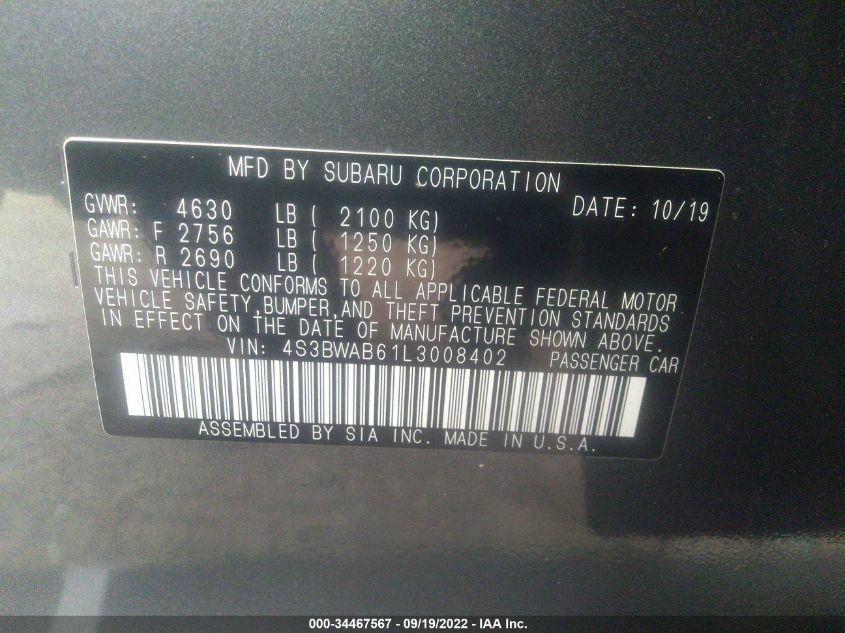 MFD BY SUBARU CORPORATION
DATE: 10/19
GVWR: 4630 LB ( 2100 KG)
GAWR: F 2756 LB ( 1250 KG)
GAWR: R 2690 LB ( 1220 KG)
THIS VEHICLE CONFORMS TO ALL APPLICABLE FEDERAL MOTOR
VEHICLE SAFETY,BUMPER,AND THEFT PREVENTION STANDARDS
IN EFFECT ON THE DATE OF MANUFACTURE SHOWN ABOVE.
VIN: 4S3BWAB61L3008402 PASSENGER CAR
ASSEMBLED BY SIA INC. MADE IN U.S.A.
000-34467567 - 09/19/2022 - IAA Inc.